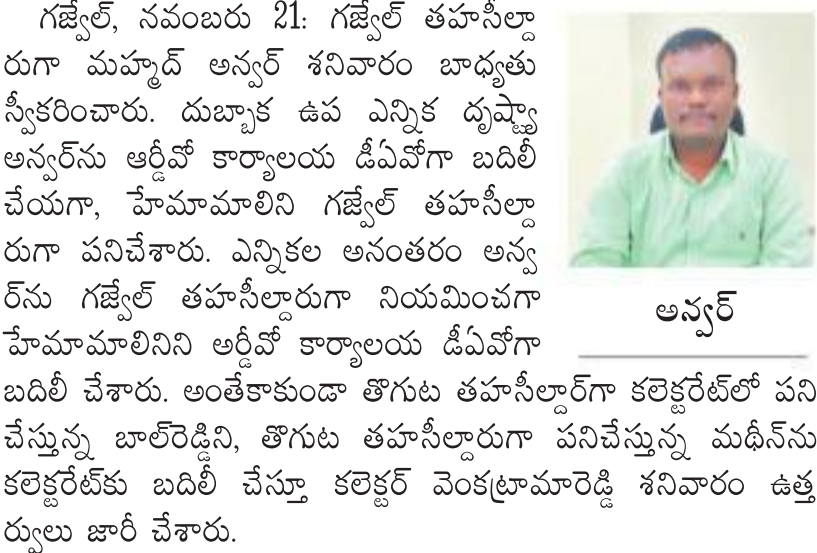 గజ్వేల్, నవంబరు 21: గజ్వేల్ తహసీల్దా
రుగా మహ్మద్ అన్వర్ శనివారం బాధ్యతు
స్వీకరించారు. దుబ్బాక ఉప ఎన్నిక దృష్ట్యా
అన్వర్‌ను ఆర్డీవో కార్యాలయ డీఏవోగా బదిలీ
చేయగా, హేమామాలిని గజ్వేల్ తహసీల్దా
రుగా పనిచేశారు. ఎన్నికల అనంతరం అన్వ
ర్‌ను గజ్వేల్ తహసీల్దారుగా నియమించగా
హేమామాలినిని అర్డీవో కార్యాలయ డీఏవోగా
బదిలీ చేశారు. అంతేకాకుండా తొగుట తహసీల్దార్‌గా కలెక్టరేట్‌లో పని
చేస్తున్న బాల్‌రెడ్డిని, తొగుట తహసీల్దారుగా పనిచేస్తున్న మథీన్‌ను
కలెక్టరేట్‌కు బదిలీ చేస్తూ కలెక్టర్ వెంకట్రామారెడ్డి శనివారం ఉత్త
ర్వులు జారీ చేశారు.
అన్వర్